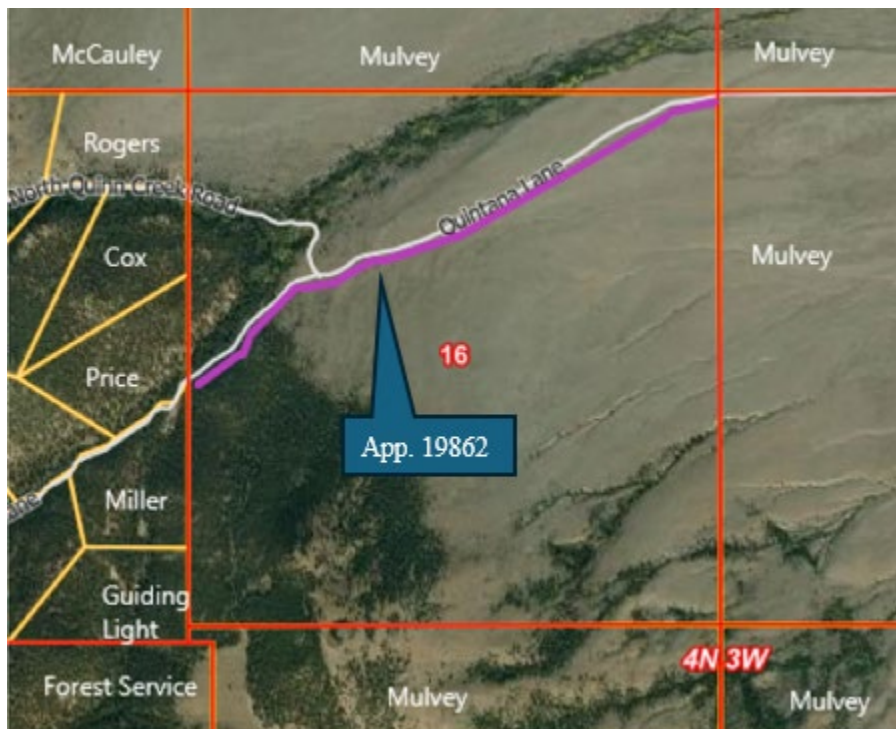 McCauley
Mulvey
Mulvey
Rogers
North Quinn Creek Road
Quintana Lane
Cox
Mulvey
16
Price
App. 19862
Miller
Guiding
Light
4N 3W
Forest Service
Mulvey
Mulvey